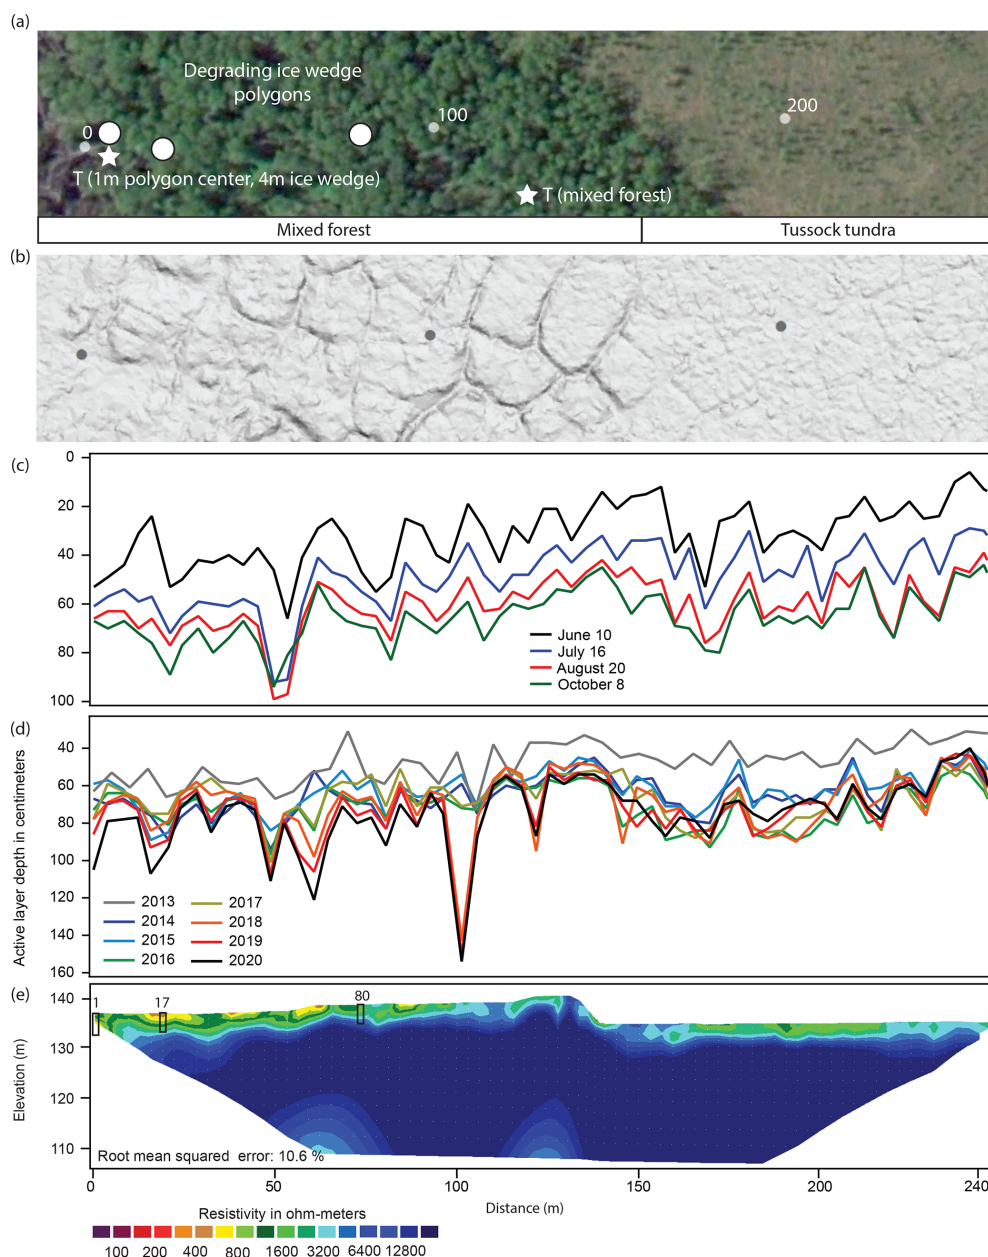 (a)
Degrading ice wedge
polygons
0
100
200
T (1m polygon center, 4m ice wedge)
T (mixed forest)
Mixed forest
Tussock tundra
(b)
(c)
0
20
40
60
80
100
June 10
July 16
August 20
October 8
(d)
Active layer depth in centimeters
40
60
80
100
120
140
160
2013
2014
2015
2016
2017
2018
2019
2020
(e)
Elevation (m)
140
130
120
110
1
17
80
Root mean squared error: 10.6 %
0
50
100
150
200
240
Distance (m)
Resistivity in ohm-meters
100
200
400
800
1600
3200
6400
12800